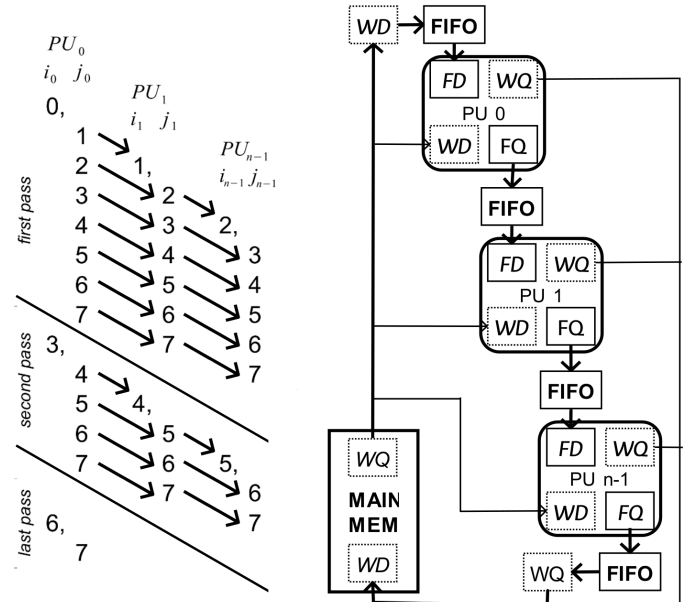 PU0
i0 j0
0,
1
2
3
4
5
6
7
PU1
i1 j1
1,
2
3
4
5
6
7
PUn−1
in−1 jn−1
2,
3
4
5
6
7
first pass
3,
4
5
6
7
4,
5
6
7
5,
6
7
second pass
6,
7
last pass
WD
FIFO
FD WQ
PU 0
WD FQ
FIFO
FD WQ
PU 1
WD FQ
FIFO
FD WQ
PU n-1
WD FQ
WQ FIFO
WQ
MAIN
MEM
WD